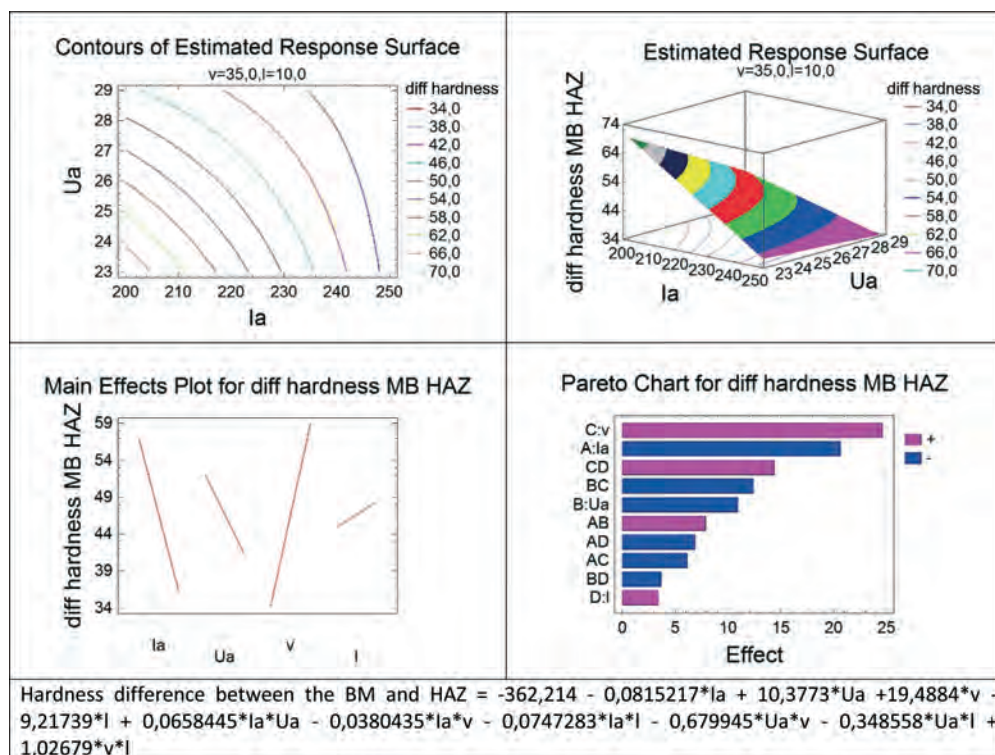 Contours of Estimated Response Surface
v=35,0,I=10,0
diff hardness
34,0
38,0
42,0
46,0
50,0
54,0
58,0
62,0
66,0
70,0
Ua
29
28
27
26
25
24
23
200 210 220 230 240 250
Ia
Estimated Response Surface
v=35,0,I=10,0
diff hardness
34,0
38,0
42,0
46,0
50,0
54,0
58,0
62,0
66,0
70,0
diff hardness MB HAZ
74
64
54
44
34
200 210 220 230 240 250
Ia
23 24 25 26 27 28 29
Ua
Main Effects Plot for diff hardness MB HAZ
diff hardness MB HAZ
59
54
49
44
39
34
Ia Ua v l
Pareto Chart for diff hardness MB HAZ
C:v
A:Ia
CD
BC
B:Ua
AB
AD
AC
BD
D:l
0 5 10 15 20 25
Effect
+
-
Hardness difference between the BM and HAZ = -362,214 - 0,0815217*Ia + 10,3773*Ua +19,4884*v -
9,21739*l + 0,0658445*Ia*Ua - 0,0380435*Ia*v - 0,0747283*Ia*l - 0,679945*Ua*v - 0,348558*Ua*l +
1,02679*v*l